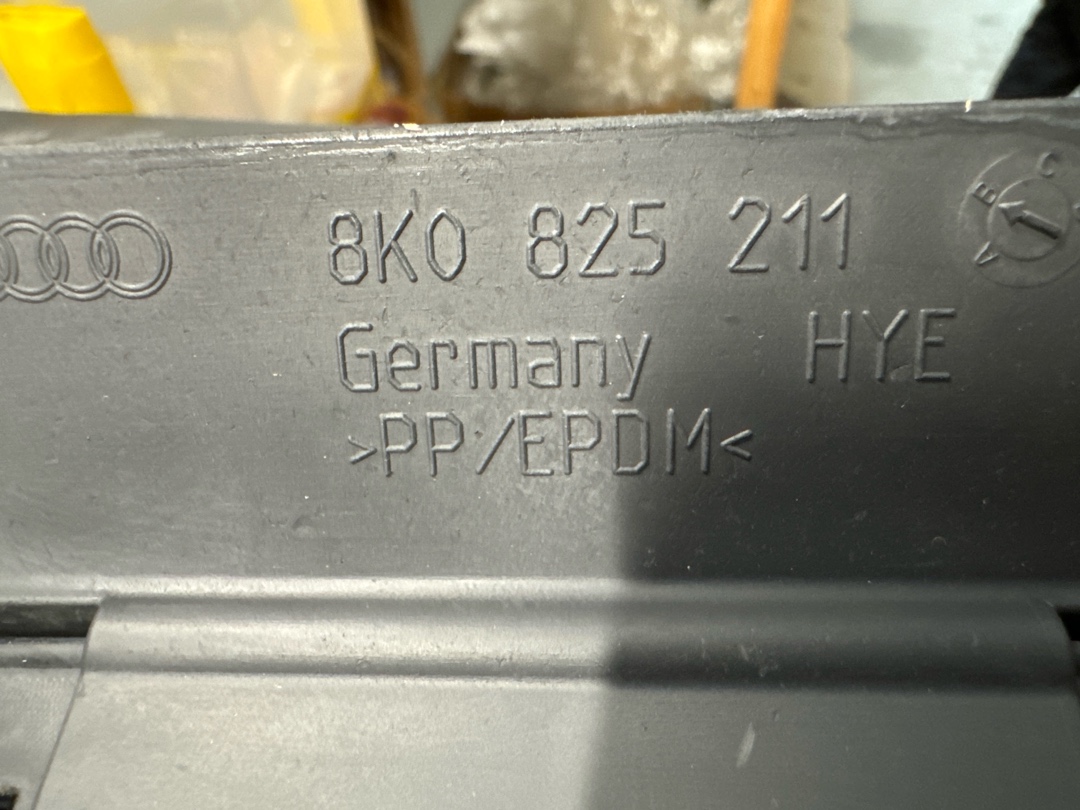 8K0 825 211
Germany HYE
>PP/EPDM<
A B C